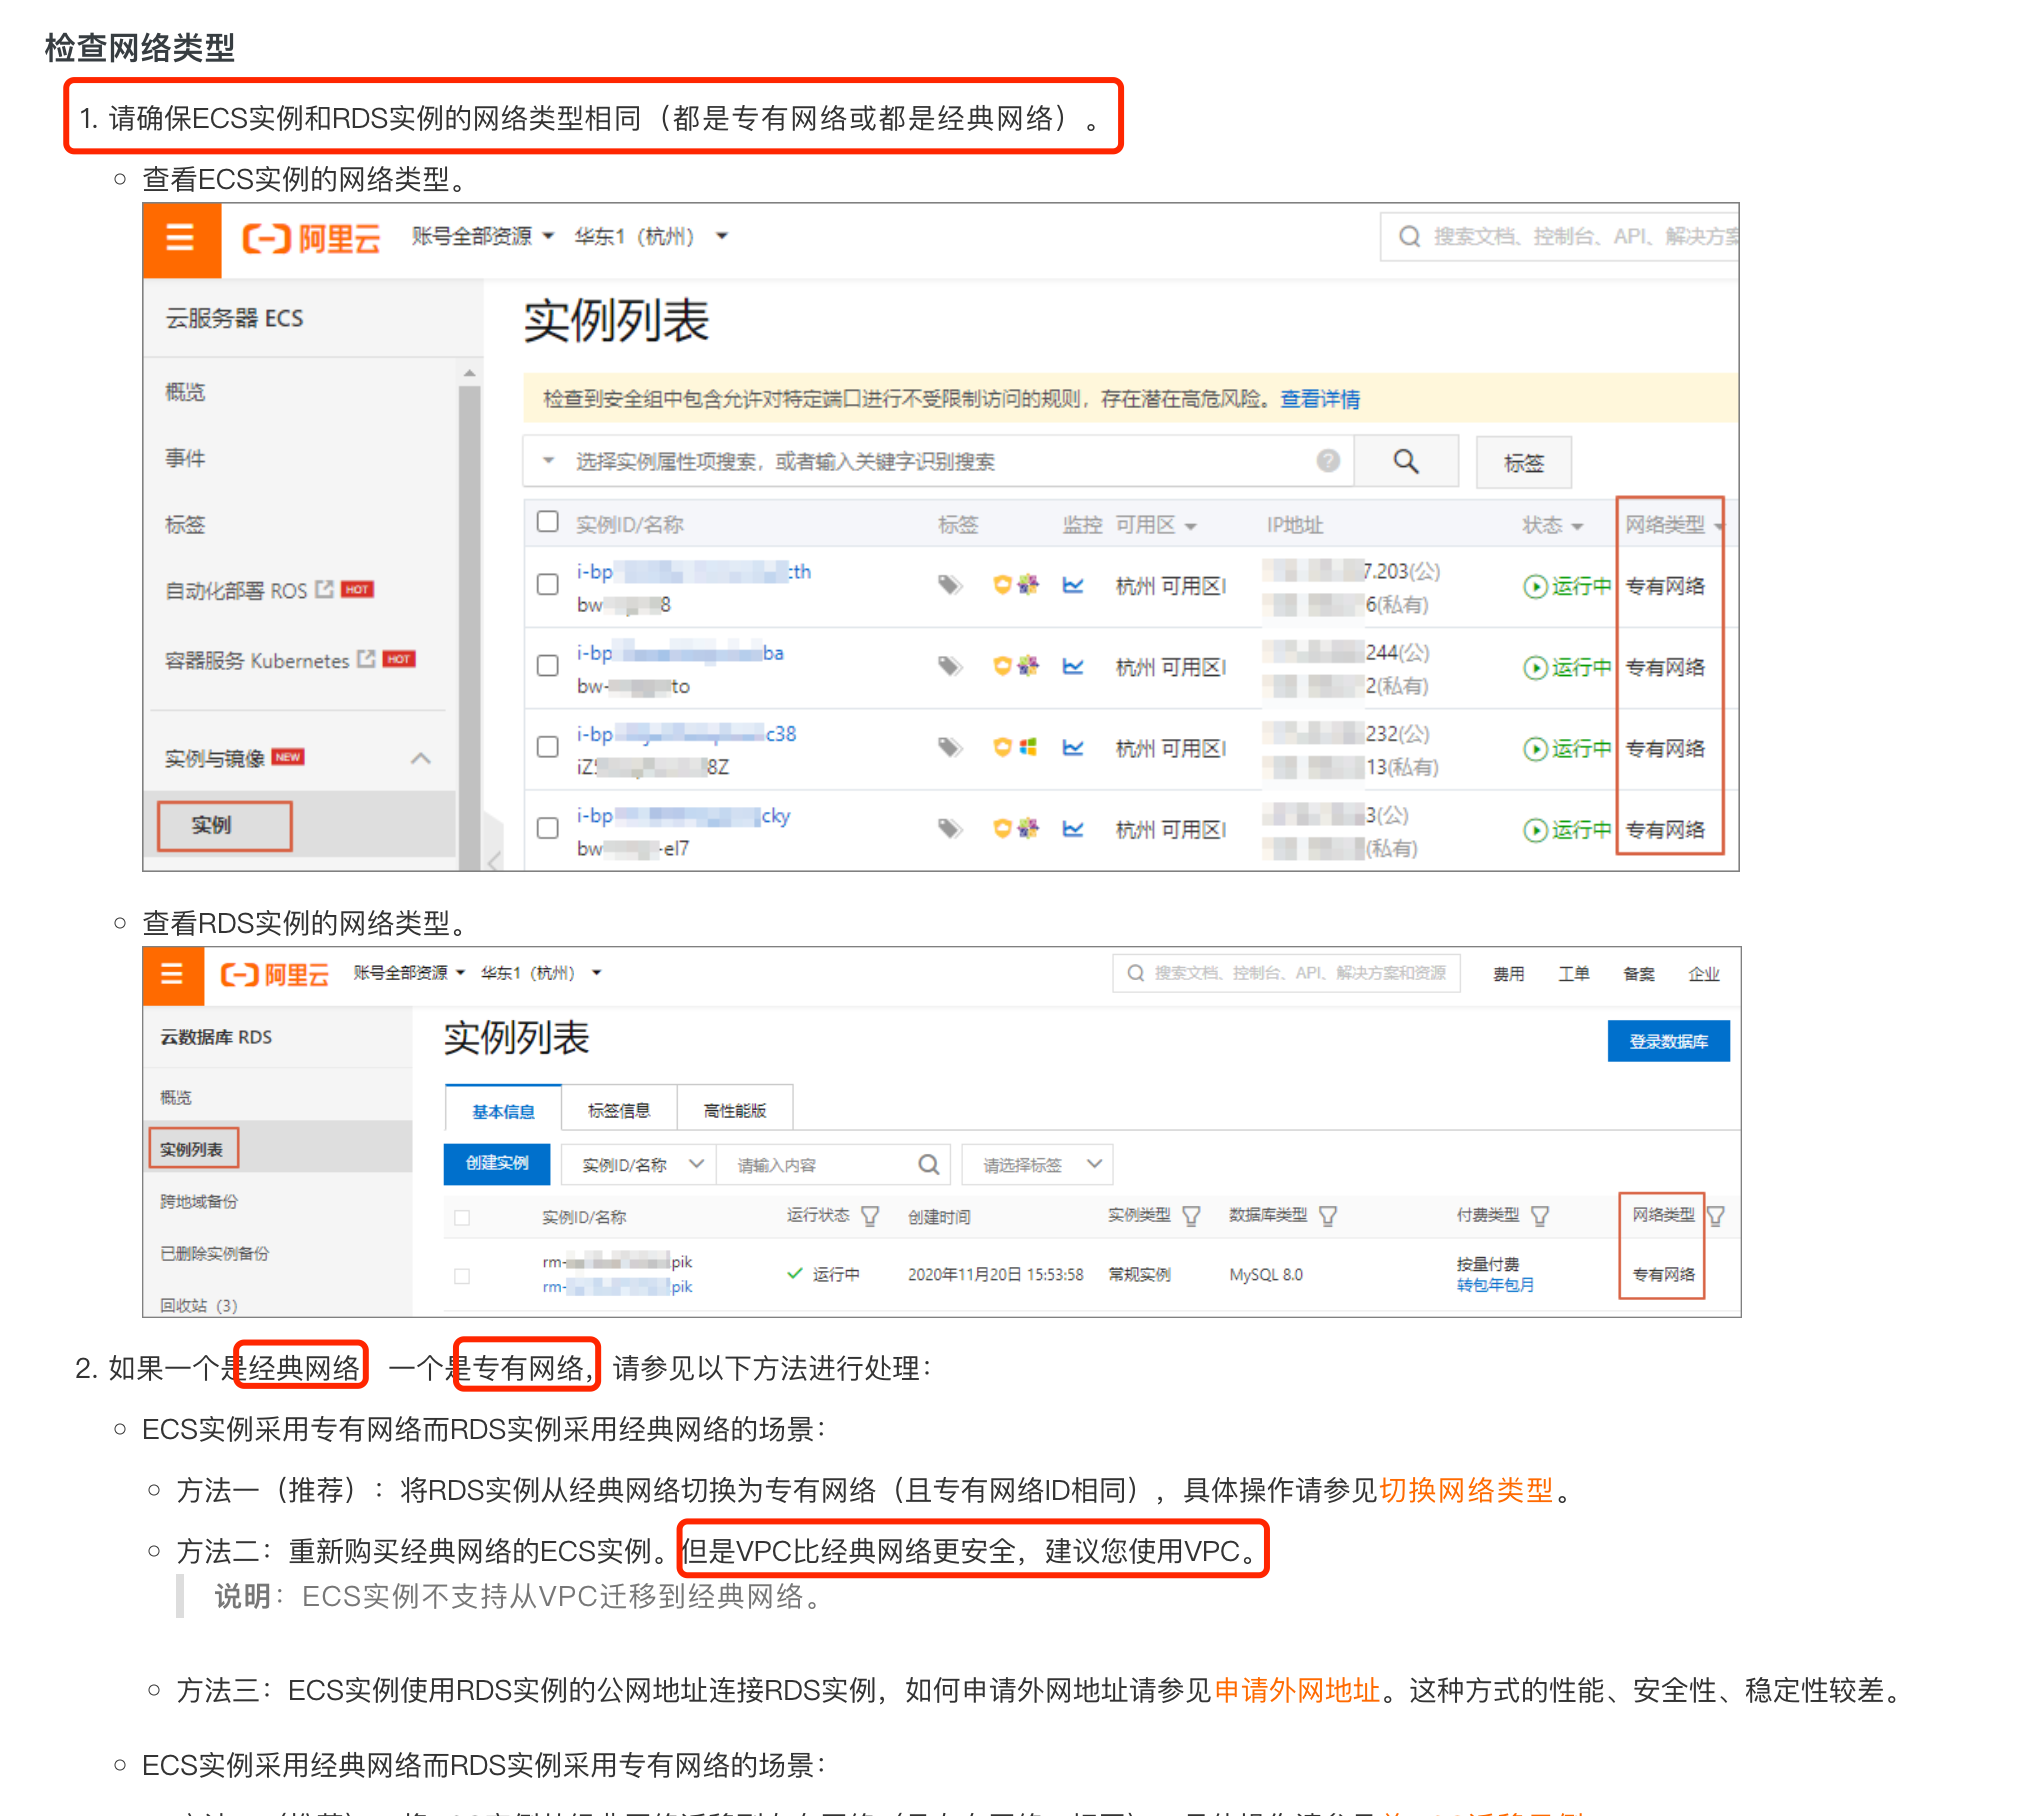 检查网络类型
1. 请确保ECS实例和RDS实例的网络类型相同（都是专有网络或都是经典网络）。
查看ECS实例的网络类型。
阿里云 账号全部资源 华东1（杭州） 搜索文档、控制台、API、解决方案
云服务器 ECS
概览
事件
标签
自动化部署 ROS HOT
容器服务 Kubernetes HOT
实例与镜像 NEW
实例
实例列表
检查到安全组中包含允许对特定端口进行不受限制访问的规则，存在潜在高危风险。查看详情
选择实例属性项搜索，或者输入关键字识别搜索 标签
实例ID/名称 标签 监控 可用区 IP地址 状态 网络类型
i-bp cth 杭州 可用区I 7.203(公) 运行中 专有网络
bw 8 6(私有)
i-bp ba 杭州 可用区I 244(公) 运行中 专有网络
bw- to 2(私有)
i-bp c38 杭州 可用区I 232(公) 运行中 专有网络
iZ 8Z 13(私有)
i-bp cky 杭州 可用区I 3(公) 运行中 专有网络
bw -el7 (私有)
查看RDS实例的网络类型。
阿里云 账号全部资源 华东1（杭州） 搜索文档、控制台、API、解决方案和资源 费用 工单 备案 企业
云数据库 RDS
概览
实例列表
跨地域备份
已删除实例备份
回收站（3）
实例列表
登录数据库
基本信息 标签信息 高性能版
创建实例 实例ID/名称 请输入内容 请选择标签
实例ID/名称 运行状态 创建时间 实例类型 数据库类型 付费类型 网络类型
rm- pik 运行中 2020年11月20日 15:53:58 常规实例 MySQL 8.0 按量付费 专有网络
rm- pik 转包年包月
2. 如果一个是经典网络 一个是专有网络，请参见以下方法进行处理：
ECS实例采用专有网络而RDS实例采用经典网络的场景：
方法一（推荐）：将RDS实例从经典网络切换为专有网络（且专有网络ID相同），具体操作请参见切换网络类型。
方法二：重新购买经典网络的ECS实例。但是VPC比经典网络更安全，建议您使用VPC。
说明：ECS实例不支持从VPC迁移到经典网络。
方法三：ECS实例使用RDS实例的公网地址连接RDS实例，如何申请外网地址请参见申请外网地址。这种方式的性能、安全性、稳定性较差。
ECS实例采用经典网络而RDS实例采用专有网络的场景：